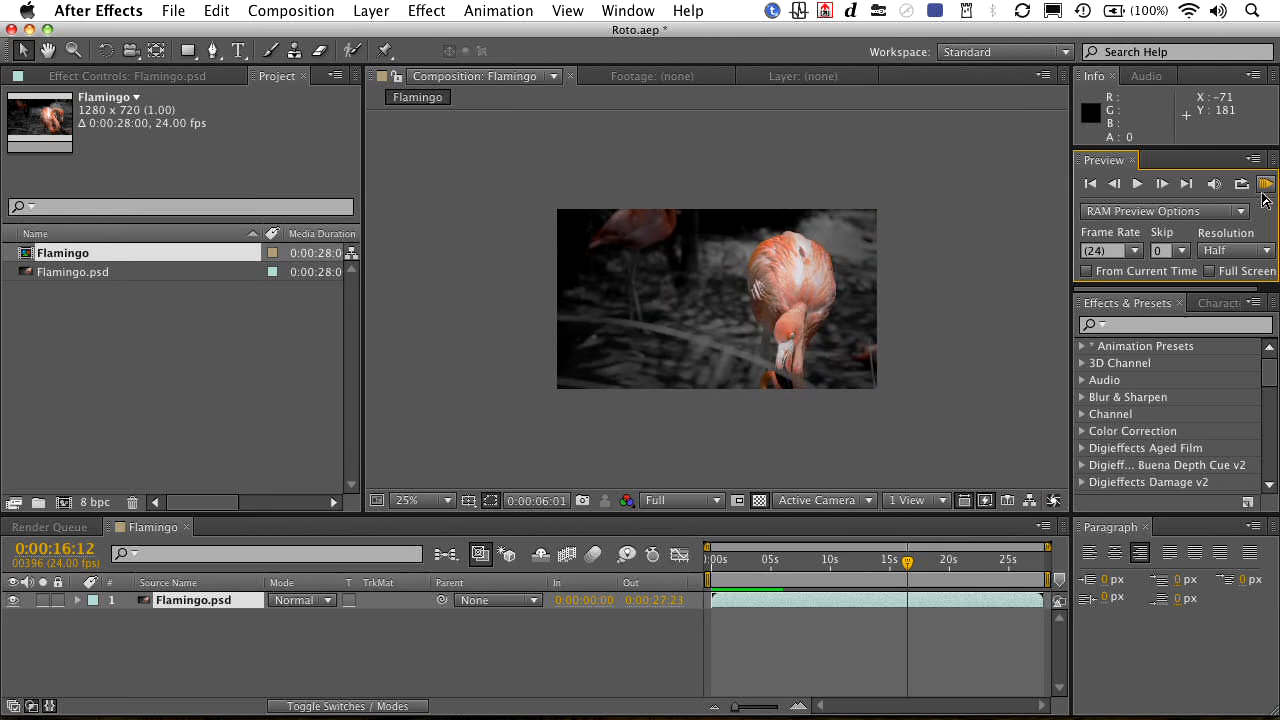 After Effects File Edit Composition Layer Effect Animation View Window Help (100%)
Roto.aep *
Workspace: Standard Search Help
Effect Controls: Flamingo.psd Project Composition: Flamingo Footage: (none) Layer: (none) Info Audio
Flamingo
Flamingo
1280 x 720 (1.00)
Δ 0:00:28:00, 24.00 fps
R :
G :
B :
A : 0
X : -71
Y : 181
Preview
RAM Preview Options
Frame Rate Skip Resolution
(24) 0 Half
From Current Time Full Screen
Name Media Duration
Flamingo 0:00:28:0
Flamingo.psd 0:00:28:0
Effects & Presets Charact
* Animation Presets
3D Channel
Audio
Blur & Sharpen
Channel
Color Correction
Digieffects Aged Film
Digieff... Buena Depth Cue v2
Digieffects Damage v2
8 bpc
25% 0:00:06:01 Full Active Camera 1 View
Render Queue Flamingo
0:00:16:12
00396 (24.00 fps)
# Source Name Mode T TrkMat Parent In Out
1 Flamingo.psd Normal None 0:00:00:00 0:00:27:23
):00s 05s 10s 15s 20s 25s
Toggle Switches / Modes
Paragraph
0 px 0 px 0 px
0 px 0 px